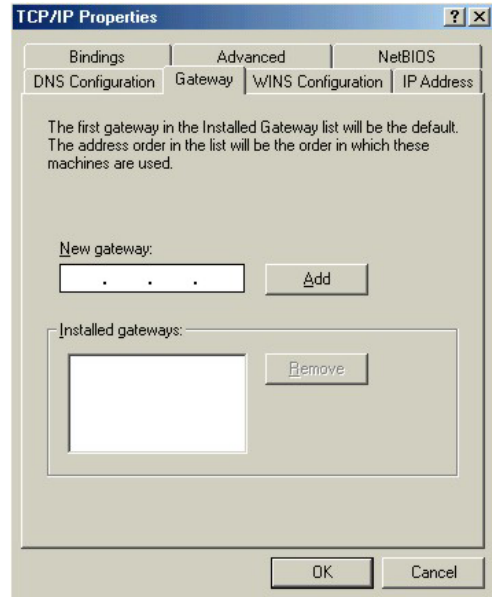 TCP/IP Properties
Bindings Advanced NetBIOS
DNS Configuration Gateway WINS Configuration IP Address
The first gateway in the Installed Gateway list will be the default.
The address order in the list will be the order in which these
machines are used.
New gateway:
. . .
Add
Installed gateways:
Remove
OK Cancel